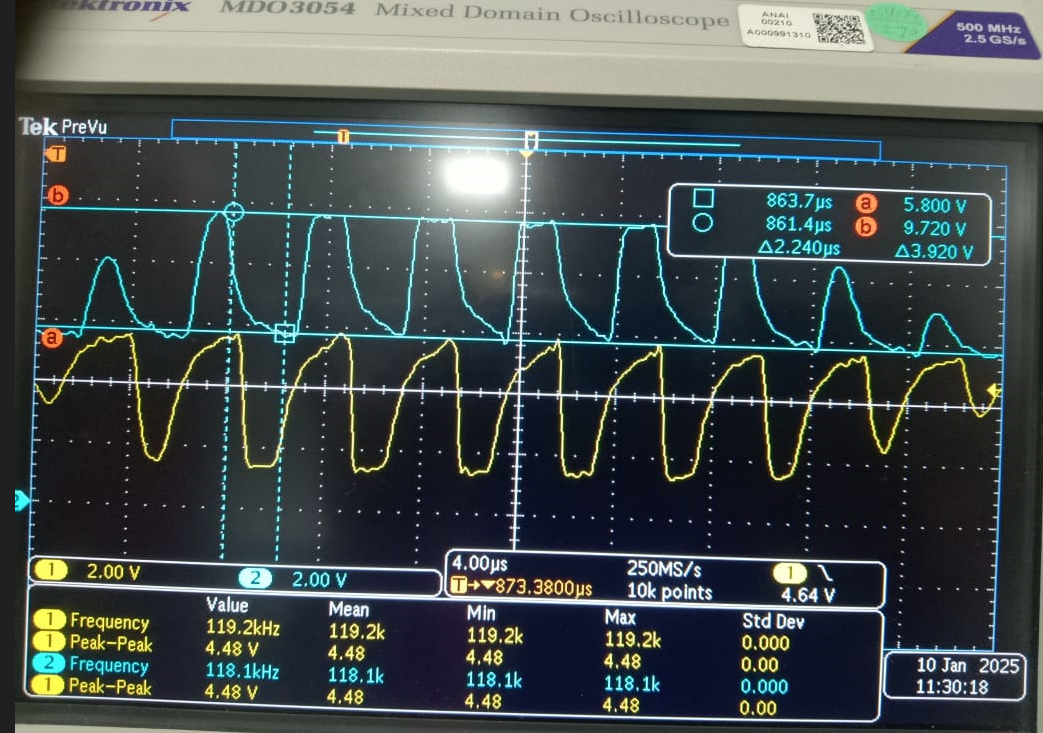 Tektronix MDO3054 Mixed Domain Oscilloscope
ANAI
00210
A000991310
500 MHz
2.5 GS/s
Tek PreVu
T
M
T
b
863.7µs a 5.800 V
861.4µs b 9.720 V
Δ2.240µs Δ3.920 V
a
2
1 2.00 V 2 2.00 V
4.00µs 250MS/s 1
T→▼873.3800µs 10k points 4.64 V
Value Mean Min Max Std Dev
1 Frequency 119.2kHz 119.2k 119.2k 119.2k 0.000
1 Peak-Peak 4.48 V 4.48 4.48 4.48 0.00
2 Frequency 118.1kHz 118.1k 118.1k 118.1k 0.000
1 Peak-Peak 4.48 V 4.48 4.48 4.48 0.00
10 Jan 2025
11:30:18